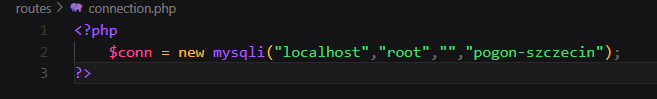 routes > connection.php
1 <?php
2 $conn = new mysqli("localhost","root","","pogon-szczecin");
3 ?>